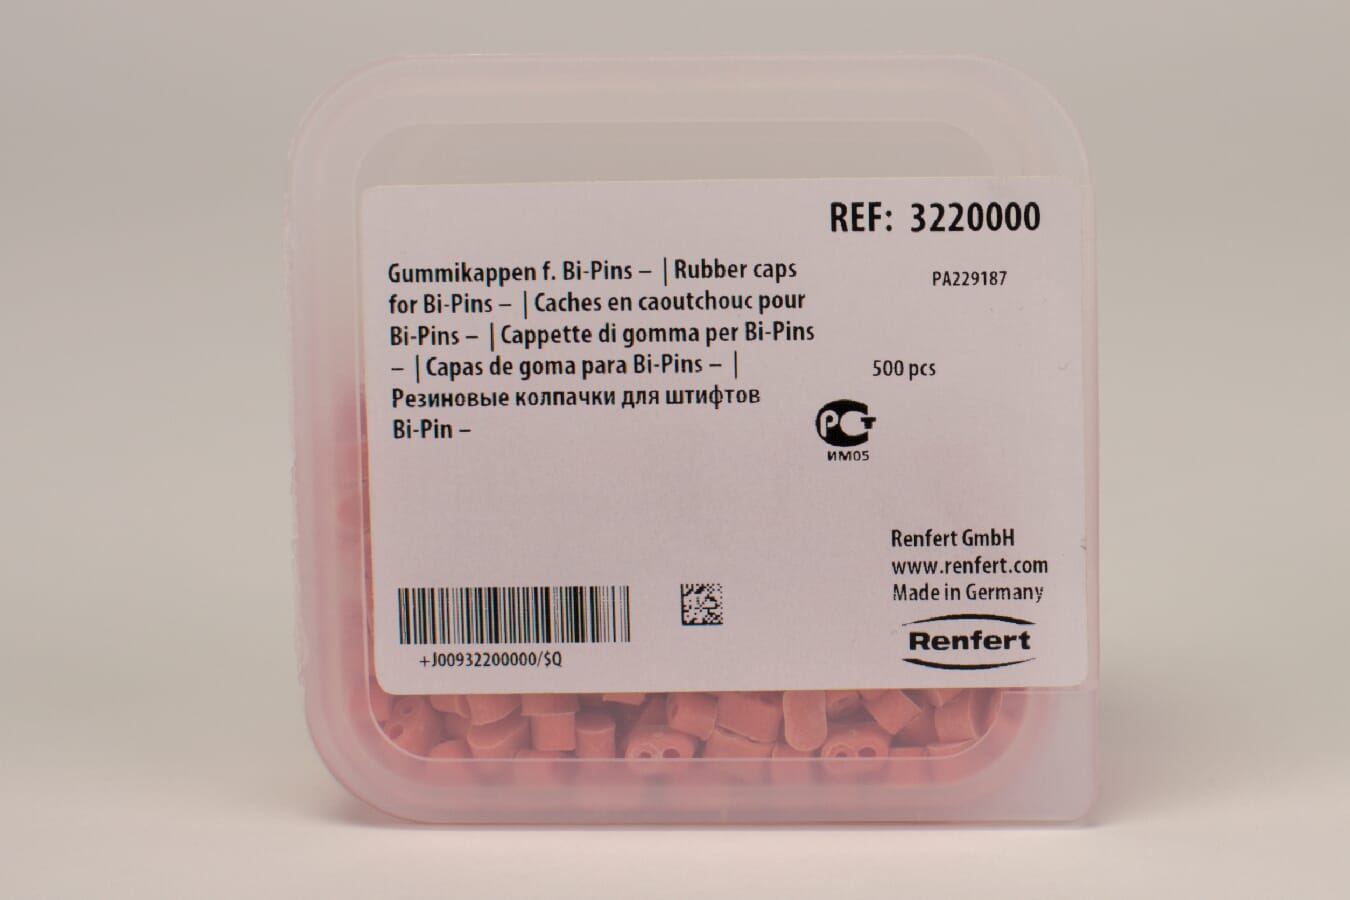 REF: 3220000
Gummikappen f. Bi-Pins – | Rubber caps
for Bi-Pins – | Caches en caoutchouc pour
Bi-Pins – | Cappette di gomma per Bi-Pins
– | Capas de goma para Bi-Pins – |
Резиновые колпачки для штифтов
Bi-Pin –
PA229187
500 pcs
РСТ
ИМ05
Renfert GmbH
www.renfert.com
Made in Germany
Renfert
+J00932200000/$Q